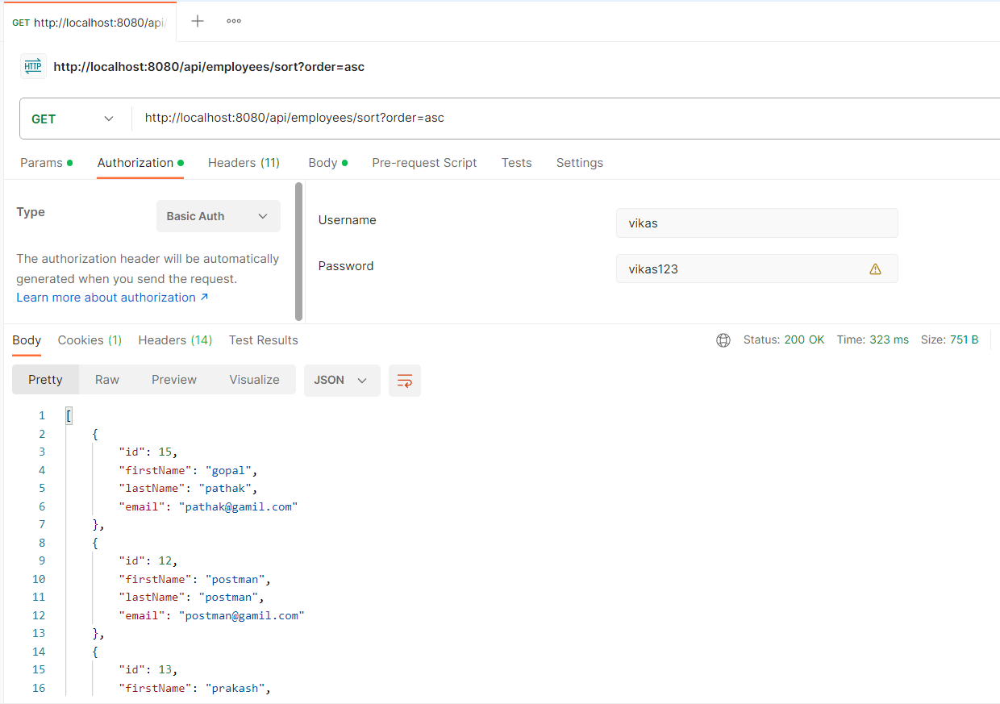 GET http://localhost:8080/api/
HTTP http://localhost:8080/api/employees/sort?order=asc
GET http://localhost:8080/api/employees/sort?order=asc
Params Authorization Headers (11) Body Pre-request Script Tests Settings
Type Basic Auth
The authorization header will be automatically
generated when you send the request.
Learn more about authorization ↗
Username vikas
Password vikas123
Body Cookies (1) Headers (14) Test Results Status: 200 OK Time: 323 ms Size: 751 B
Pretty Raw Preview Visualize JSON
1 [
2 {
3 "id": 15,
4 "firstName": "gopal",
5 "lastName": "pathak",
6 "email": "pathak@gamil.com"
7 },
8 {
9 "id": 12,
10 "firstName": "postman",
11 "lastName": "postman",
12 "email": "postman@gamil.com"
13 },
14 {
15 "id": 13,
16 "firstName": "prakash",